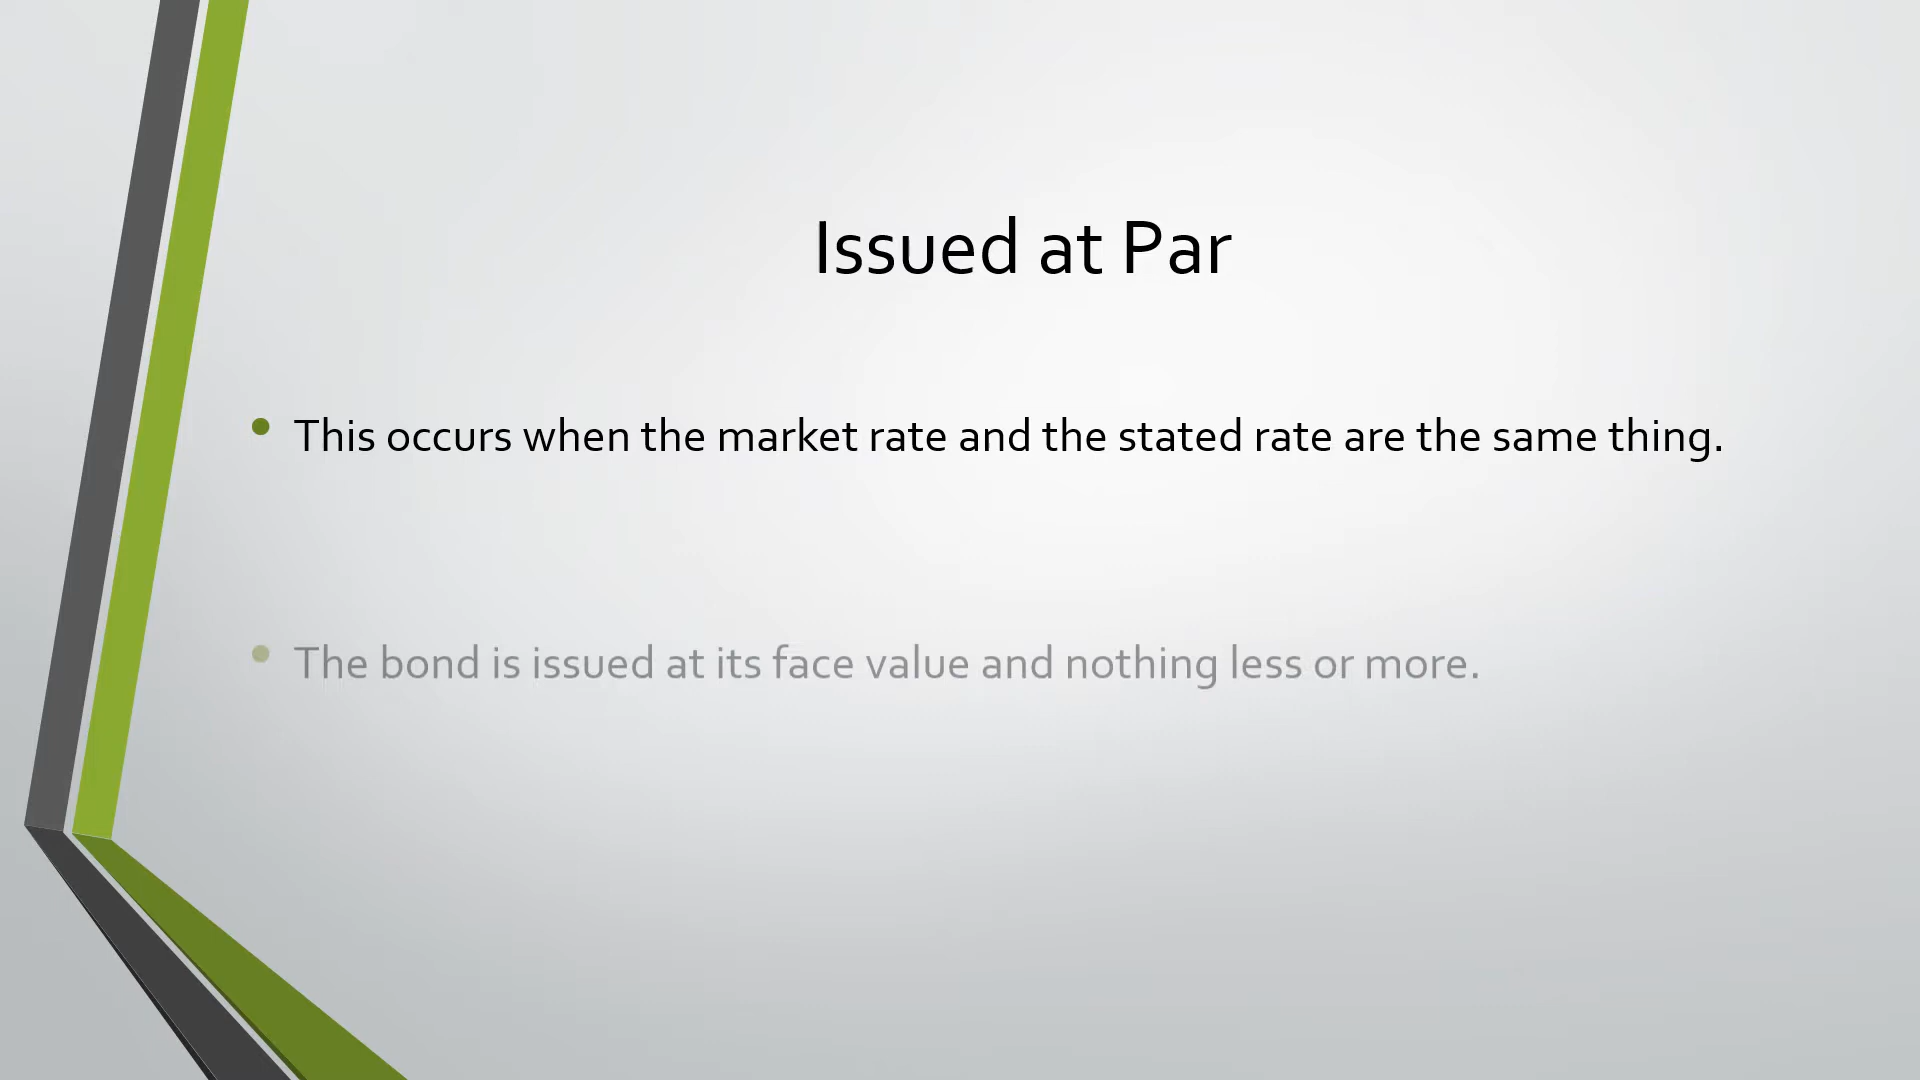 Issued at Par
• This occurs when the market rate and the stated rate are the same thing.
• The bond is issued at its face value and nothing less or more.